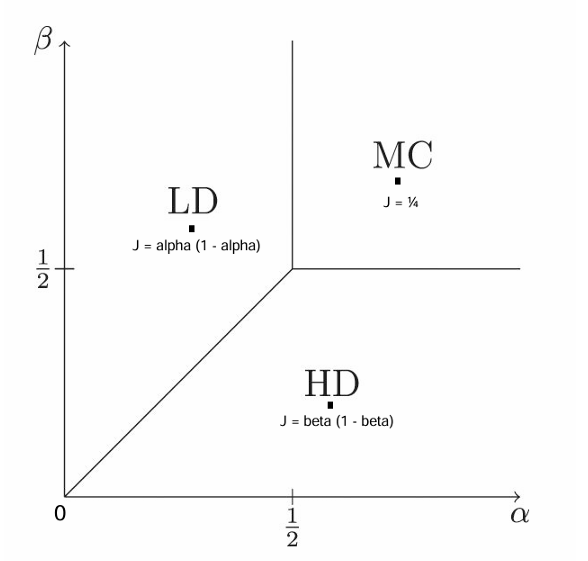 β
MC
J = ¼
LD
J = alpha (1 - alpha)
1
2
HD
J = beta (1 - beta)
0
1
2
α